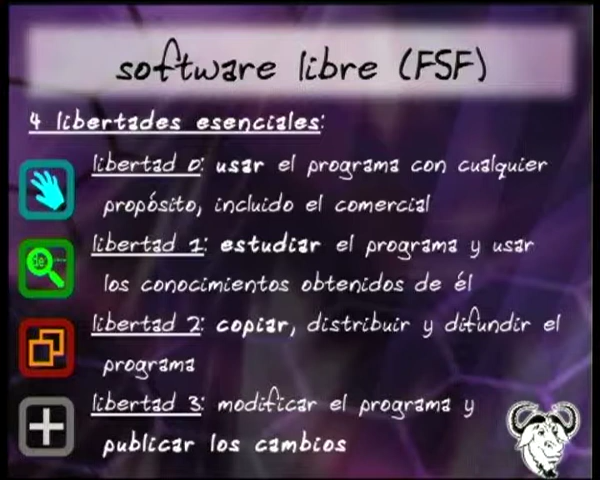 software libre (FSF)
4 libertades esenciales:
libertad 0: usar el programa con cualquier
propósito, incluido el comercial
libertad 1: estudiar el programa y usar
los conocimientos obtenidos de él
libertad 2: copiar, distribuir y difundir el
programa
libertad 3: modificar el programa y
publicar los cambios